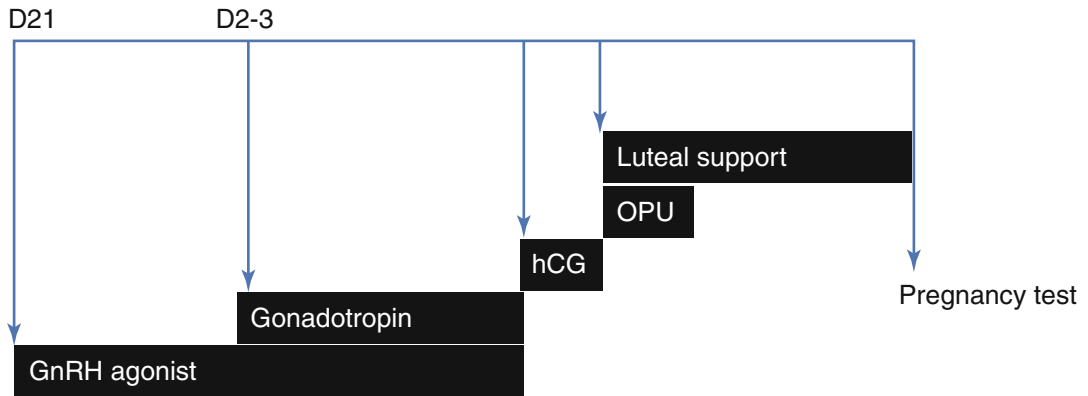 D21 D2-3
Luteal support
OPU
hCG
Pregnancy test
Gonadotropin
GnRH agonist